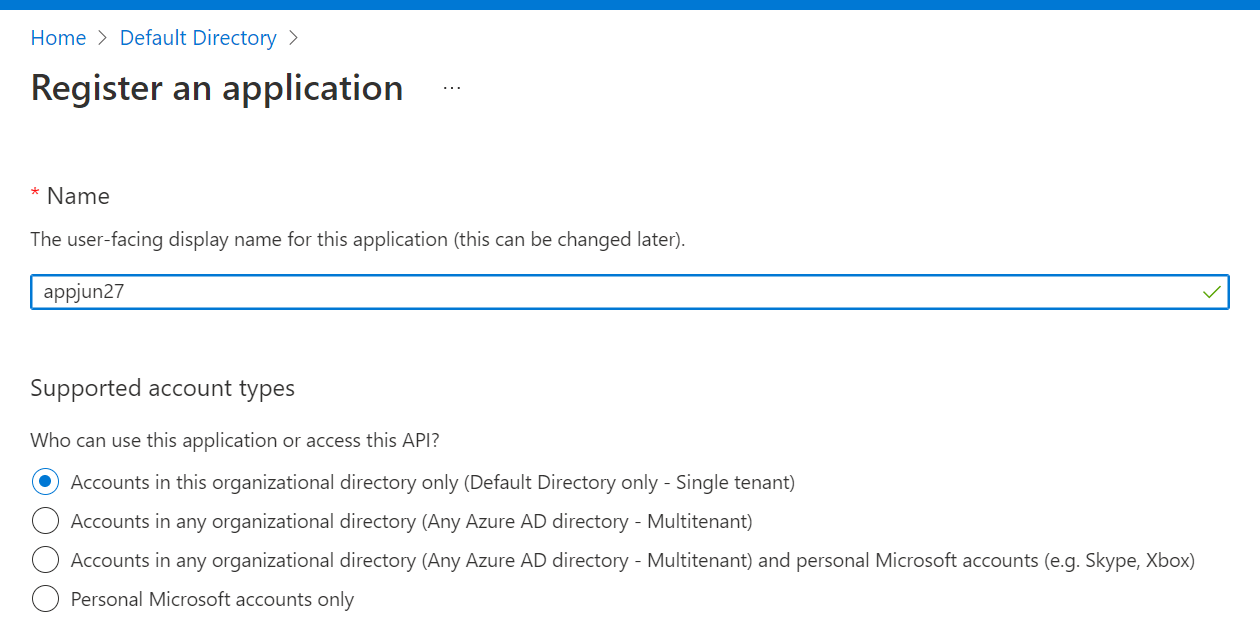 Home > Default Directory >
Register an application ...
* Name
The user-facing display name for this application (this can be changed later).
appjun27
Supported account types
Who can use this application or access this API?
Accounts in this organizational directory only (Default Directory only - Single tenant)
Accounts in any organizational directory (Any Azure AD directory - Multitenant)
Accounts in any organizational directory (Any Azure AD directory - Multitenant) and personal Microsoft accounts (e.g. Skype, Xbox)
Personal Microsoft accounts only